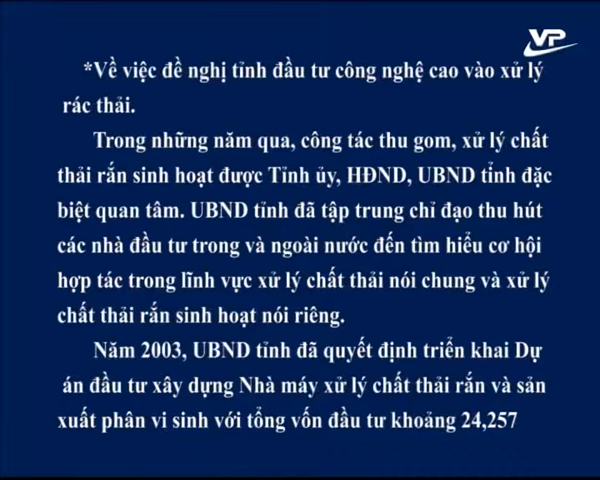 VP
*Về việc đề nghị tỉnh đầu tư công nghệ cao vào xử lý
rác thải.
Trong những năm qua, công tác thu gom, xử lý chất
thải rắn sinh hoạt được Tỉnh ủy, HĐND, UBND tỉnh đặc
biệt quan tâm. UBND tỉnh đã tập trung chỉ đạo thu hút
các nhà đầu tư trong và ngoài nước đến tìm hiểu cơ hội
hợp tác trong lĩnh vực xử lý chất thải nói chung và xử lý
chất thải rắn sinh hoạt nói riêng.
Năm 2003, UBND tỉnh đã quyết định triển khai Dự
án đầu tư xây dựng Nhà máy xử lý chất thải rắn và sản
xuất phân vi sinh với tổng vốn đầu tư khoảng 24,257